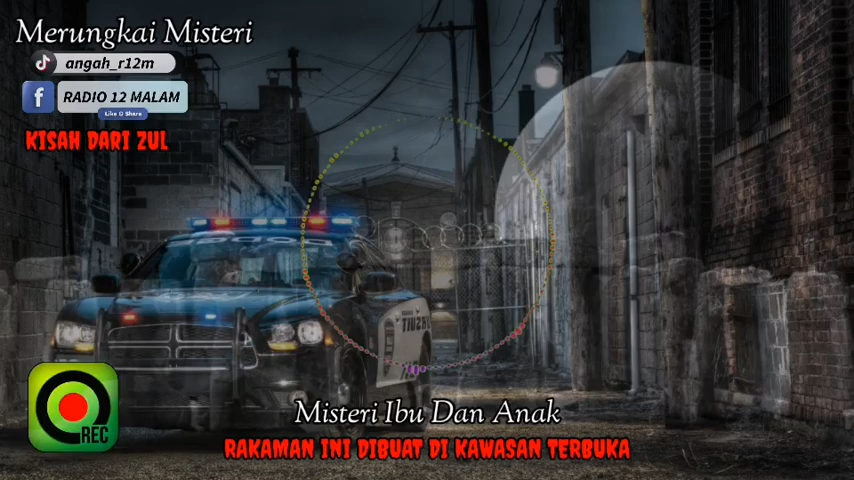 Merungkai Misteri
angah_r12m
RADIO 12 MALAM
Like & Share
KISAH DARI ZUL
REC
Misteri Ibu Dan Anak
RAKAMAN INI DIBUAT DI KAWASAN TERBUKA